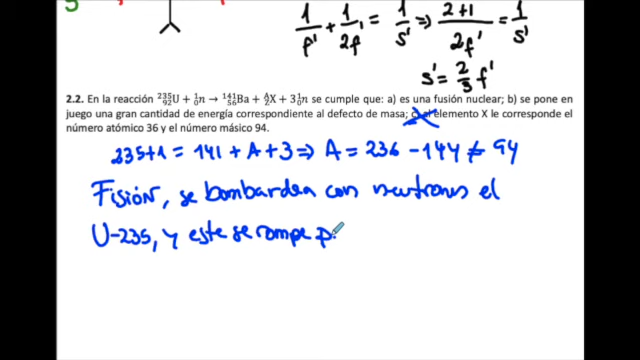 1/f' + 1/2f' = 1/s' ⇒ 2+1/2f' = 1/s'
s' = 2/3 f'
2.2. En la reacción ²³⁵₉₂U + ¹₀n → ¹⁴¹₅₆Ba + ᴬ_Z X + 3¹₀n se cumple que: a) es una fusión nuclear; b) se pone en
juego una gran cantidad de energía correspondiente al defecto de masa; c) al elemento X le corresponde el
número atómico 36 y el número másico 94.
235+1 = 141 + A + 3 ⇒ A = 236 - 144 ≠ 94
Fisión, se bombardea con neutrones el
U-235, y este se rompe p